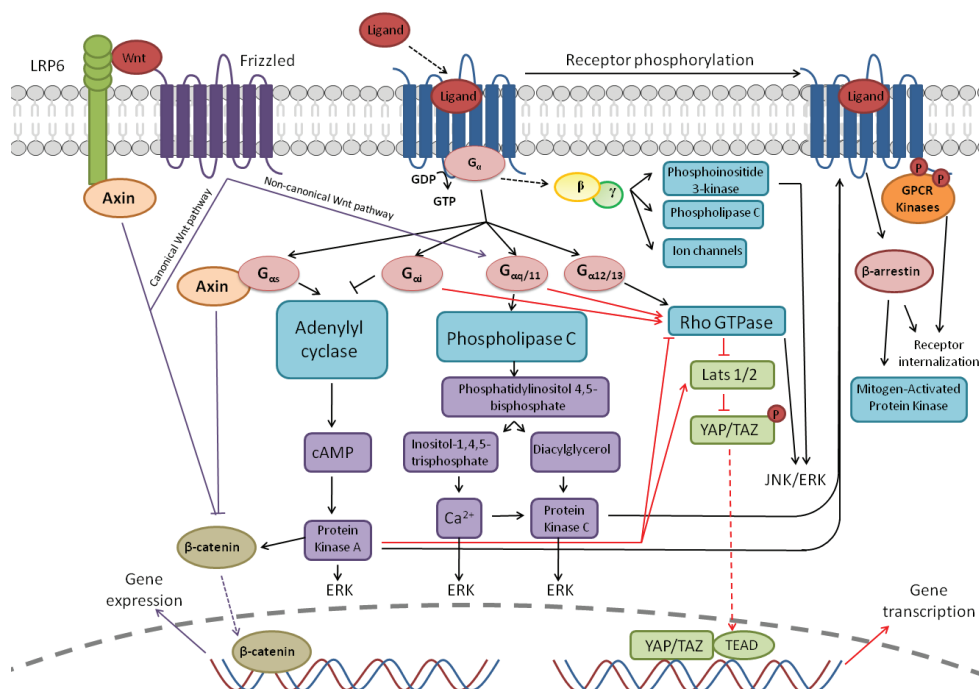 Ligand
LRP6
Wnt
Frizzled
Receptor phosphorylation
Ligand
Ligand
Gα
GDP
GTP
β
γ
Phosphoinositide
3-kinase
Phospholipase C
Ion channels
P
P
GPCR
Kinases
Axin
Canonical Wnt pathway
Non-canonical Wnt pathway
Axin
Gαs
Gαi
Gαq/11
Gα12/13
β-arrestin
Adenylyl
cyclase
Phospholipase C
Rho GTPase
Receptor
internalization
Lats 1/2
Mitogen-Activated
Protein Kinase
Phosphatidylinositol 4,5-
bisphosphate
YAP/TAZ
P
cAMP
Inositol-1,4,5-
trisphosphate
Diacylglycerol
JNK/ERK
β-catenin
Protein
Kinase A
Ca²⁺
Protein
Kinase C
ERK
ERK
ERK
Gene
expression
Gene
transcription
β-catenin
YAP/TAZ
TEAD